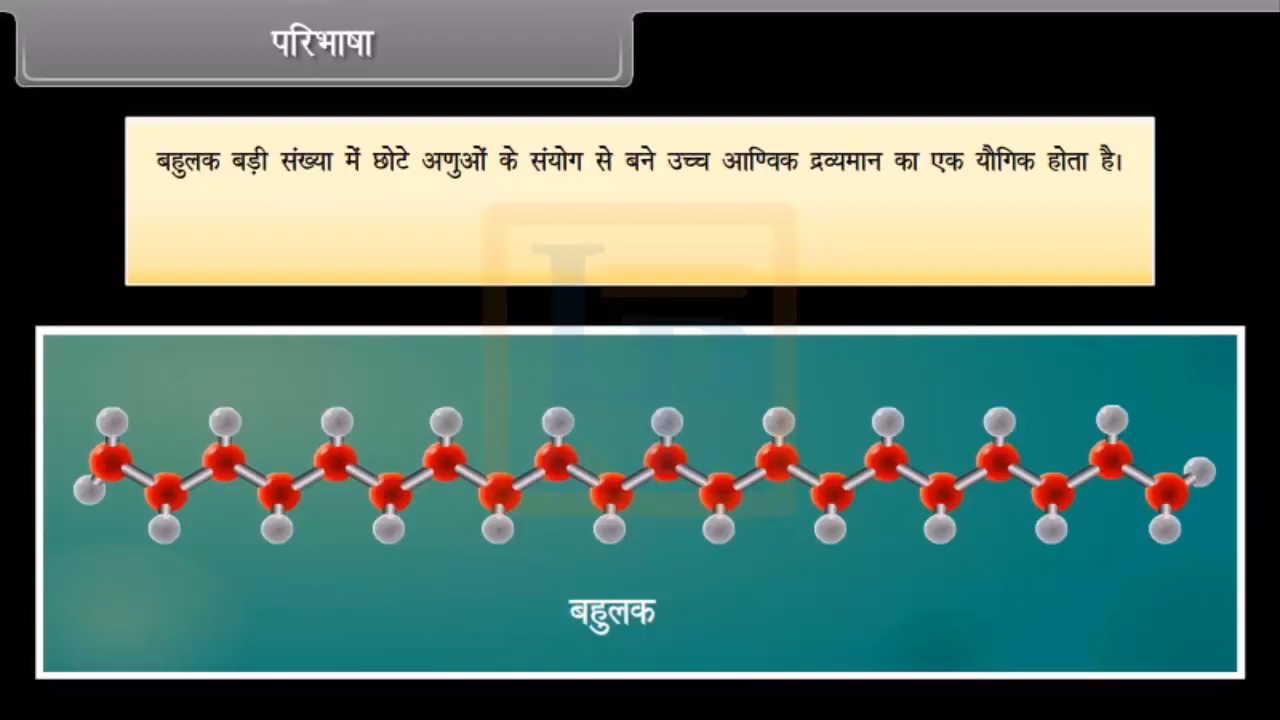 परिभाषा
बहुलक बड़ी संख्या में छोटे अणुओं के संयोग से बने उच्च आण्विक द्रव्यमान का एक यौगिक होता है।
बहुलक